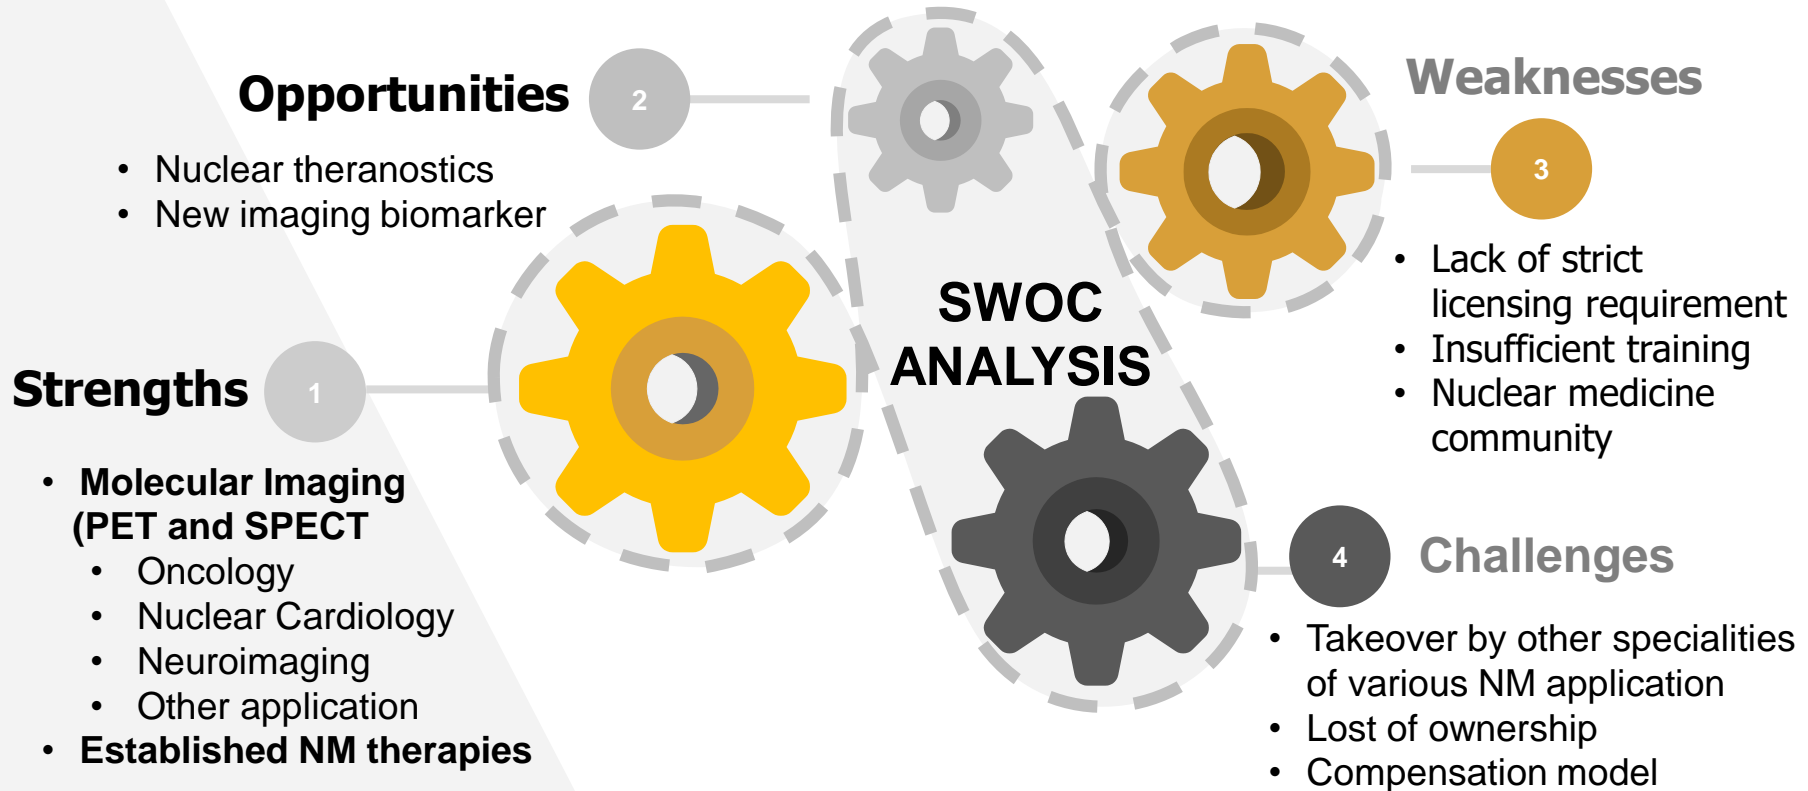 Opportunities
2
• Nuclear theranostics
• New imaging biomarker
Strengths
1
• Molecular Imaging
(PET and SPECT
• Oncology
• Nuclear Cardiology
• Neuroimaging
• Other application
• Established NM therapies
SWOC
ANALYSIS
Weaknesses
3
• Lack of strict
licensing requirement
• Insufficient training
• Nuclear medicine
community
4
Challenges
• Takeover by other specialities
of various NM application
• Lost of ownership
• Compensation model